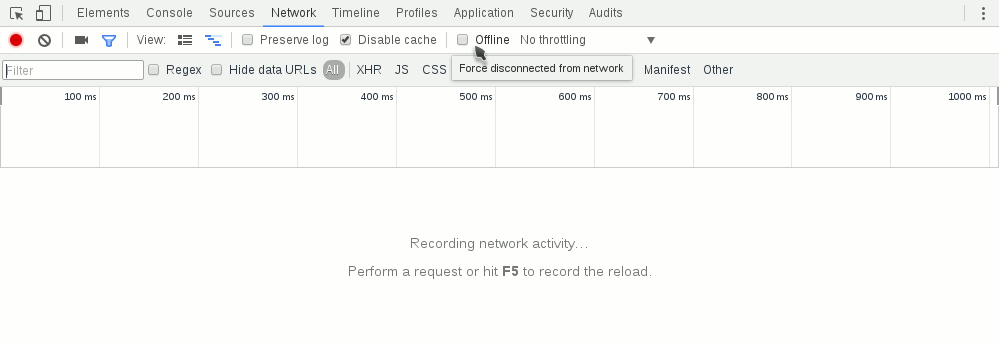 Elements Console Sources Network Timeline Profiles Application Security Audits
View: Preserve log Disable cache Offline No throttling
Filter Regex Hide data URLs All XHR JS CSS Manifest Other
Force disconnected from network
100 ms 200 ms 300 ms 400 ms 500 ms 600 ms 700 ms 800 ms 900 ms 1000 ms
Recording network activity…
Perform a request or hit F5 to record the reload.